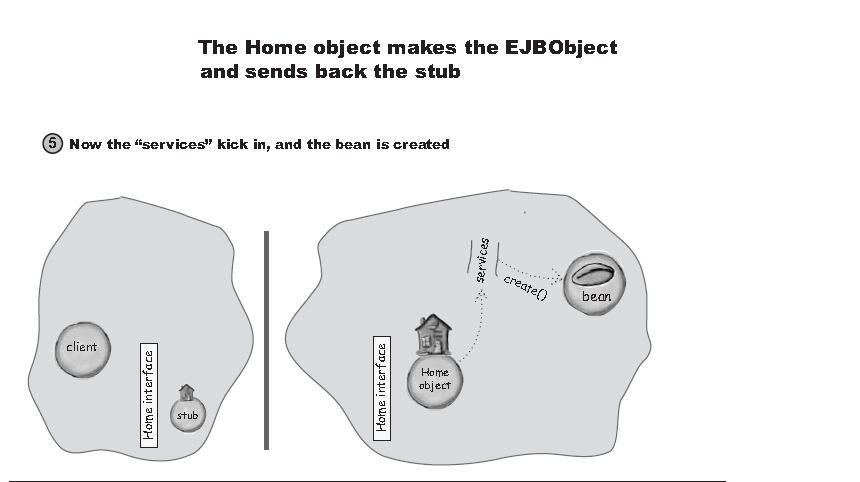 The Home object makes the EJBObject
and sends back the stub
5 Now the “services” kick in, and the bean is created
client
Home interface
stub
Home interface
Home
object
services
create()
bean